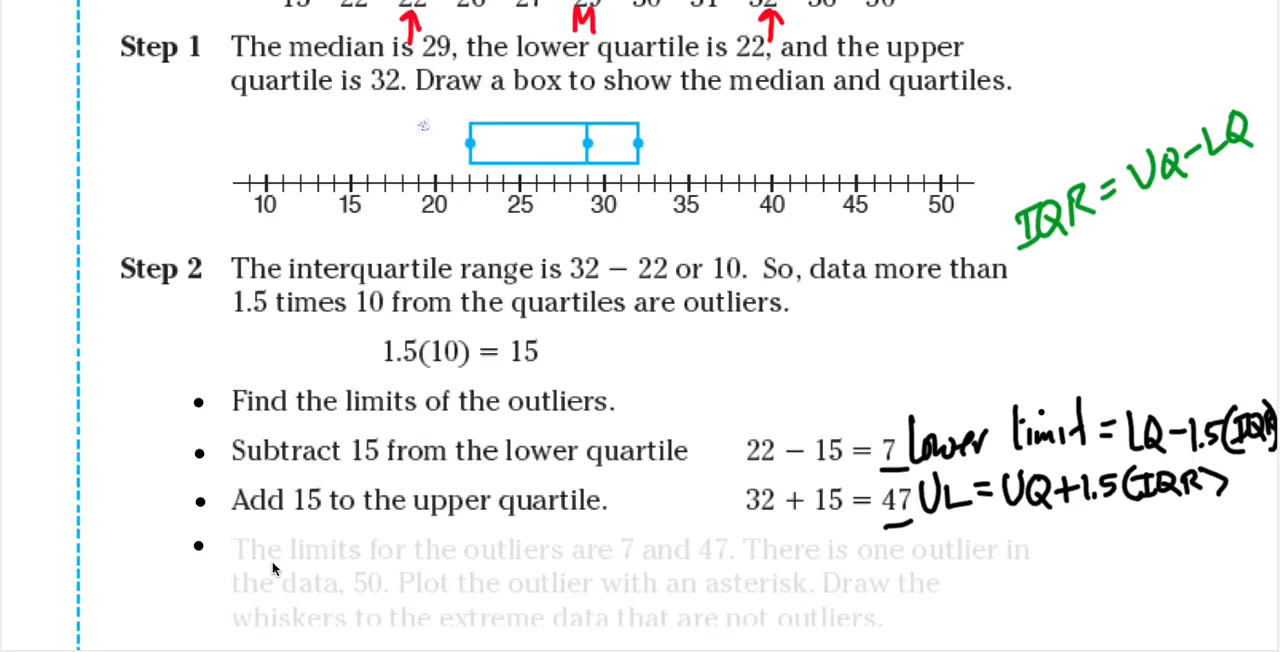 M
Step 1 The median is 29, the lower quartile is 22, and the upper
quartile is 32. Draw a box to show the median and quartiles.
10 15 20 25 30 35 40 45 50
IQR = UQ - LQ
Step 2 The interquartile range is 32 − 22 or 10. So, data more than
1.5 times 10 from the quartiles are outliers.
1.5(10) = 15
• Find the limits of the outliers.
• Subtract 15 from the lower quartile 22 − 15 = 7 Lower limit = LQ - 1.5(IQR)
• Add 15 to the upper quartile. 32 + 15 = 47 UL = UQ + 1.5(IQR)
• The limits for the outliers are 7 and 47. There is one outlier in
the data, 50. Plot the outlier with an asterisk. Draw the
whiskers to the extreme data that are not outliers.